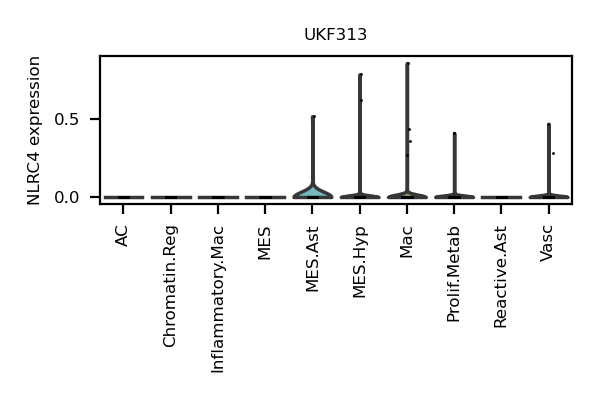 UKF313
NLRC4 expression
0.5
0.0
AC
Chromatin.Reg
Inflammatory.Mac
MES
MES.Ast
MES.Hyp
Mac
Prolif.Metab
Reactive.Ast
Vasc